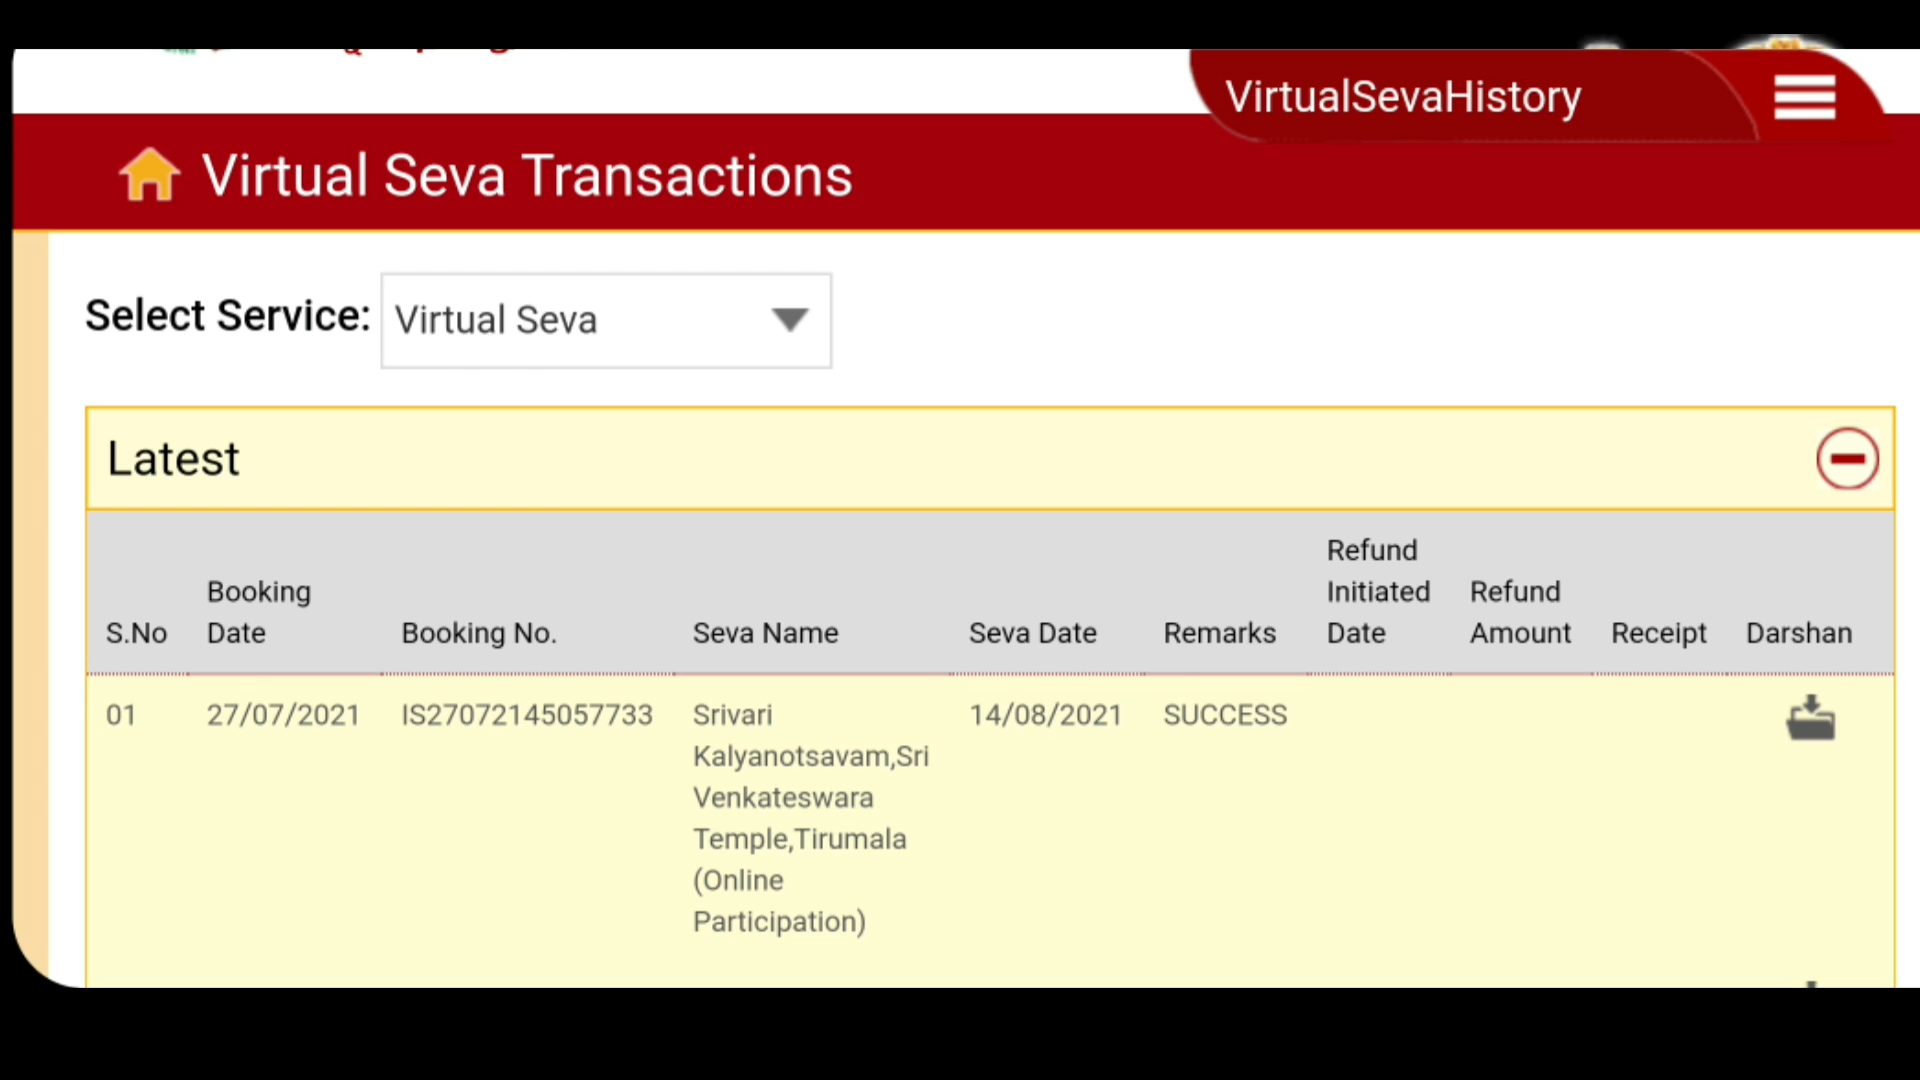 VirtualSevaHistory
Virtual Seva Transactions
Select Service: Virtual Seva
Latest
S.No Booking Date Booking No. Seva Name Seva Date Remarks Refund Initiated Date Refund Amount Receipt Darshan
01 27/07/2021 IS27072145057733 Srivari 14/08/2021 SUCCESS
Kalyanotsavam,Sri
Venkateswara
Temple,Tirumala
(Online
Participation)